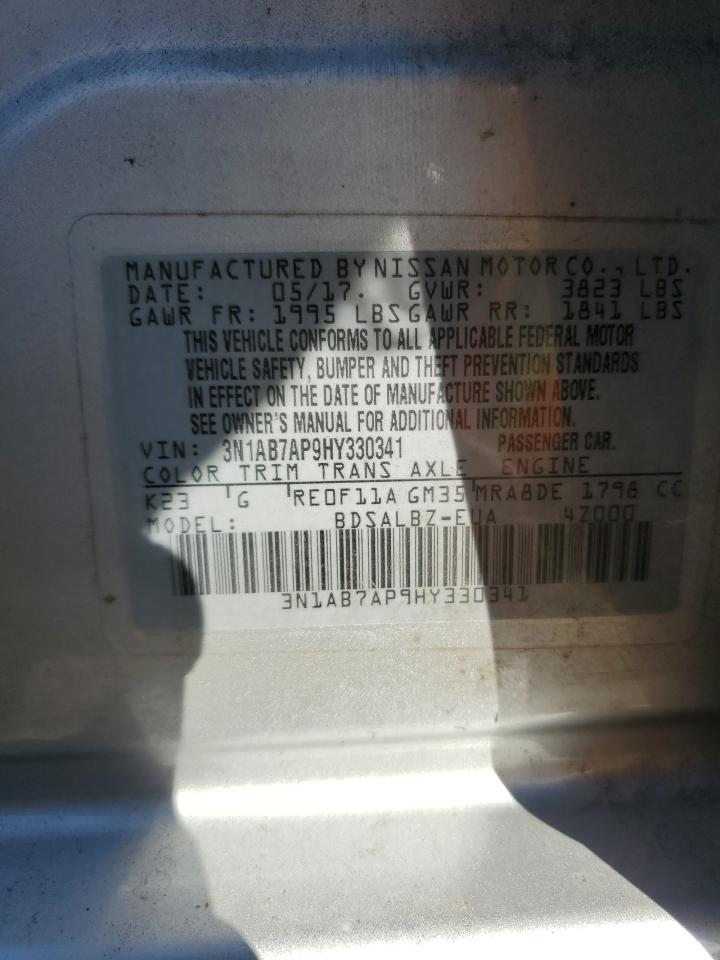 MANUFACTURED BY NISSAN MOTOR CO., LTD.
DATE: 05/17. GVWR: 3823 LBS
GAWR FR: 1995 LBS GAWR RR: 1841 LBS
THIS VEHICLE CONFORMS TO ALL APPLICABLE FEDERAL MOTOR
VEHICLE SAFETY, BUMPER AND THEFT PREVENTION STANDARDS
IN EFFECT ON THE DATE OF MANUFACTURE SHOWN ABOVE.
SEE OWNER'S MANUAL FOR ADDITIONAL INFORMATION.
VIN: 3N1AB7AP9HY330341 PASSENGER CAR.
COLOR TRIM TRANS AXLE ENGINE
K23 G RE0F11A GM35 MRA8DE 1798 CC
MODEL: BDSALBZ-EUA 4Z000
3N1AB7AP9HY330341